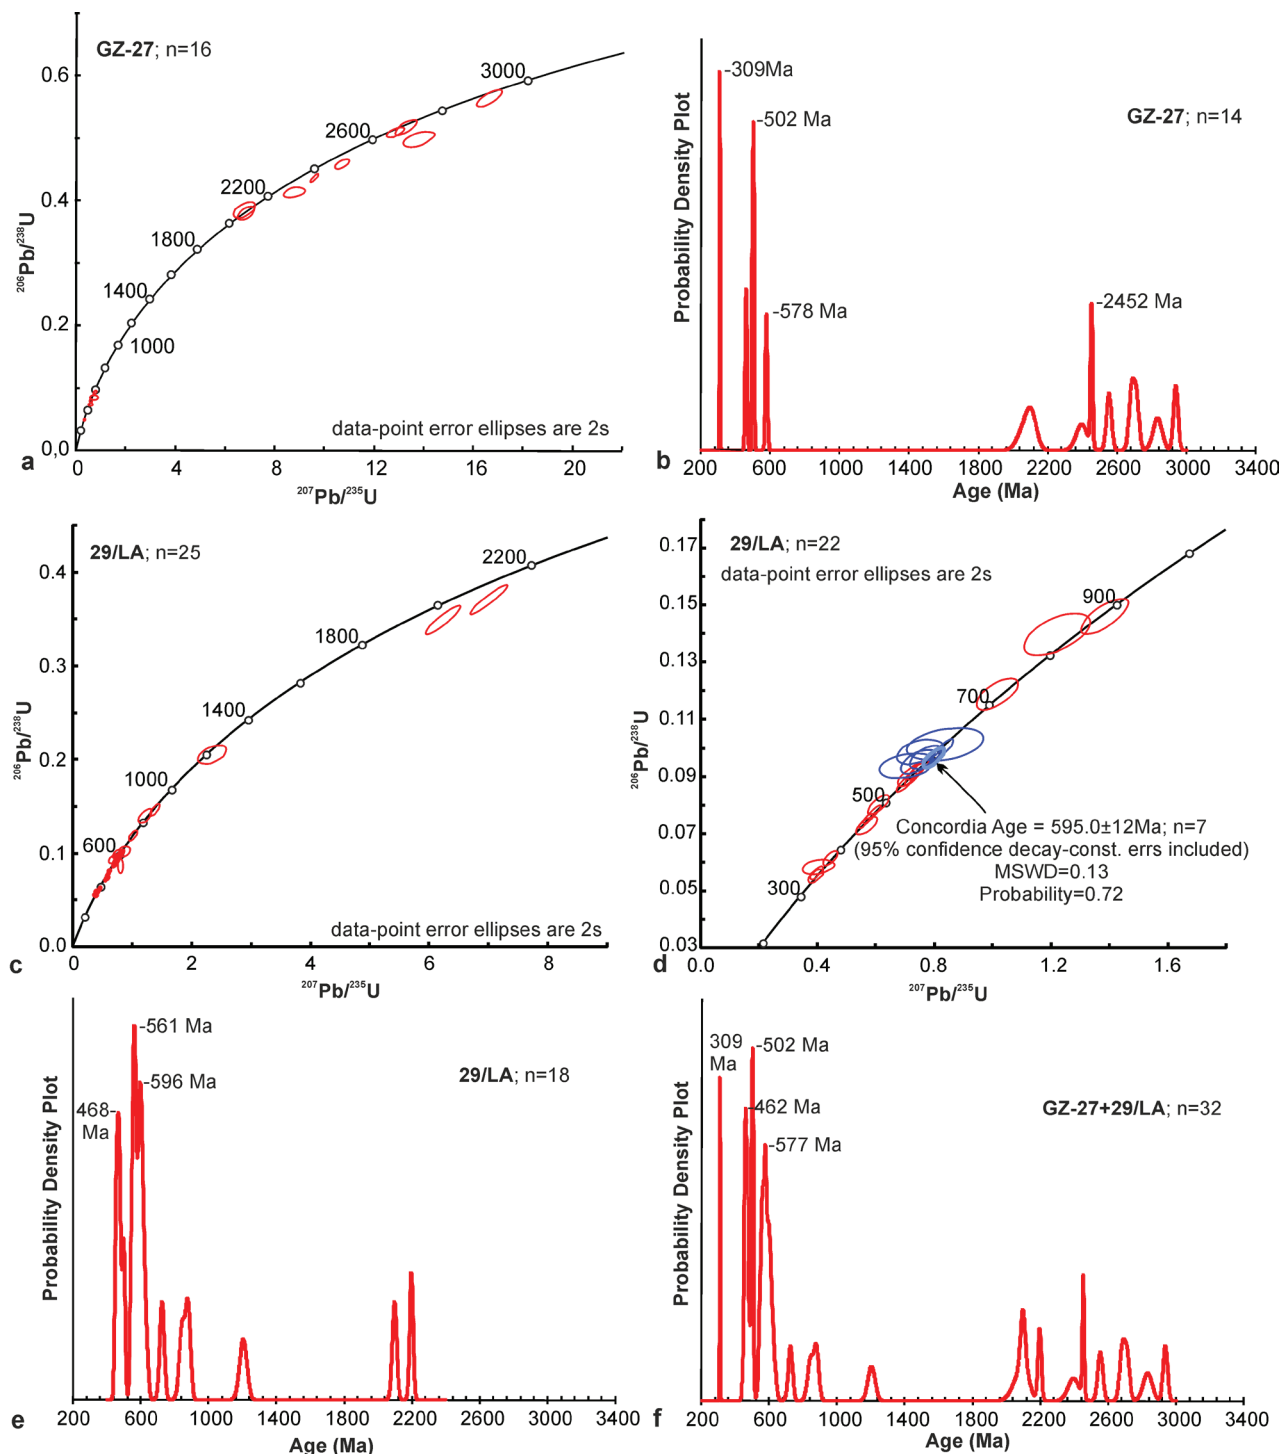 GZ-27; n=16
3000
2600
2200
1800
1400
1000
0.6
0.4
0.2
0.0
206Pb/238U
data-point error ellipses are 2s
a
0 4 8 12 16 20
207Pb/235U
-309Ma
-502 Ma
GZ-27; n=14
-578 Ma
-2452 Ma
Probability Density Plot
b
200 600 1000 1400 1800 2200 2600 3000 3400
Age (Ma)
29/LA; n=25
2200
1800
1400
1000
600
0.4
0.3
0.2
0.1
0.0
206Pb/238U
data-point error ellipses are 2s
c
0 2 4 6 8
207Pb/235U
29/LA; n=22
data-point error ellipses are 2s
900
700
500
300
0.17
0.15
0.13
0.11
0.09
0.07
0.05
0.03
206Pb/238U
Concordia Age = 595.0±12Ma; n=7
(95% confidence decay-const. errs included)
MSWD=0.13
Probability=0.72
d
0.0 0.4 0.8 1.2 1.6
207Pb/235U
-561 Ma
-596 Ma
468-
Ma
29/LA; n=18
Probability Density Plot
e
200 600 1000 1400 1800 2200 2600 3000 3400
Age (Ma)
309
Ma
-502 Ma
-462 Ma
-577 Ma
GZ-27+29/LA; n=32
Probability Density Plot
f
200 600 1000 1400 1800 2200 2600 3000 3400
Age (Ma)